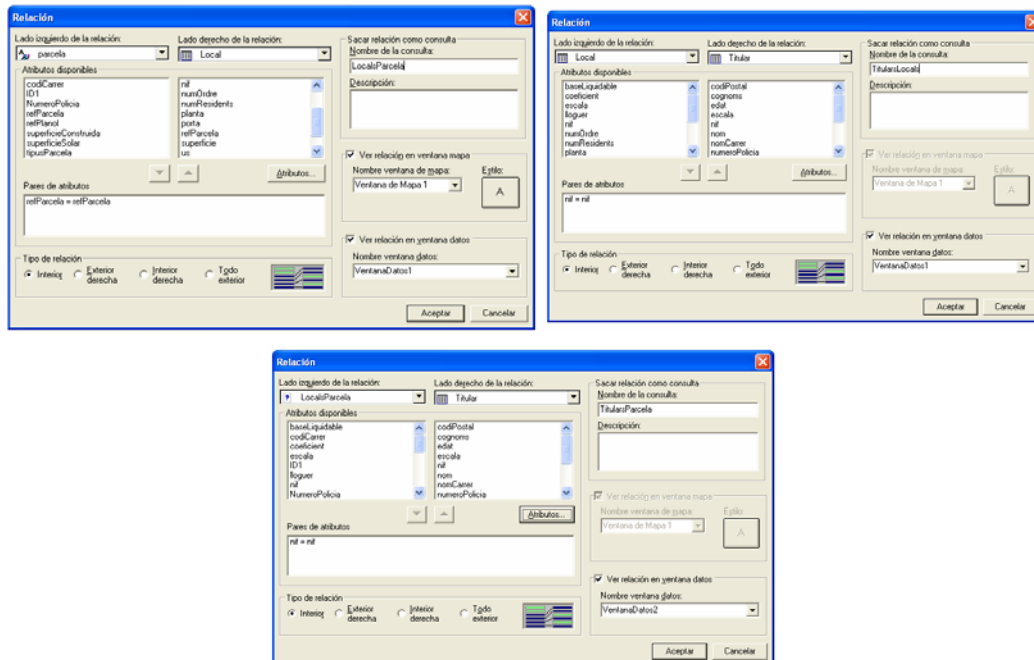 Relación
Lado izquierdo de la relación:
parcela
Lado derecho de la relación:
Local
Atributos disponibles
codiCarrer
ID1
NumeroPolicia
refParcela
refPlanol
superficieConstruida
superficieSolar
tipusParcela
nif
numOrdre
numResidents
planta
porta
refParcela
superficie
us
Atributos...
Pares de atributos
refParcela = refParcela
Tipo de relación
Interior
Exterior derecha
Interior derecha
Todo exterior
Sacar relación como consulta
Nombre de la consulta:
LocalsParcela
Descripción:
Ver relación en ventana mapa
Nombre ventana de mapa:
Ventana de Mapa 1
Estilo:
A
Ver relación en ventana datos
Nombre ventana datos:
VentanaDatos1
Aceptar
Cancelar
Relación
Lado izquierdo de la relación:
Local
Lado derecho de la relación:
Titular
Atributos disponibles
baseLiquidable
coeficient
escala
lloguer
nif
numOrdre
numResidents
planta
codiPostal
cognoms
edat
escala
nif
nom
nomCarrer
numeroPolicia
Atributos...
Pares de atributos
nif = nif
Tipo de relación
Interior
Exterior derecha
Interior derecha
Todo exterior
Sacar relación como consulta
Nombre de la consulta:
TitularsLocals
Descripción:
Ver relación en ventana mapa
Nombre ventana de mapa:
Ventana de Mapa 1
Estilo:
A
Ver relación en ventana datos
Nombre ventana datos:
VentanaDatos1
Aceptar
Cancelar
Relación
Lado izquierdo de la relación:
LocalsParcela
Lado derecho de la relación:
Titular
Atributos disponibles
baseLiquidable
codiCarrer
coeficient
escala
ID1
lloguer
nif
NumeroPolicia
codiPostal
cognoms
edat
escala
nif
nom
nomCarrer
numeroPolicia
Atributos...
Pares de atributos
nif = nif
Tipo de relación
Interior
Exterior derecha
Interior derecha
Todo exterior
Sacar relación como consulta
Nombre de la consulta:
TitularsParcela
Descripción:
Ver relación en ventana mapa
Nombre ventana de mapa:
Ventana de Mapa 1
Estilo:
A
Ver relación en ventana datos
Nombre ventana datos:
VentanaDatos2
Aceptar
Cancelar